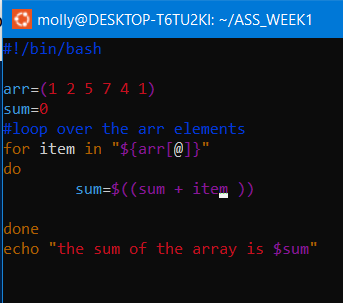 molly@DESKTOP-T6TU2KI: ~/ASS_WEEK1
#!/bin/bash
arr=(1 2 5 7 4 1)
sum=0
#loop over the arr elements
for item in "${arr[@]}"
do
sum=$((sum + item ))
done
echo "the sum of the array is $sum"